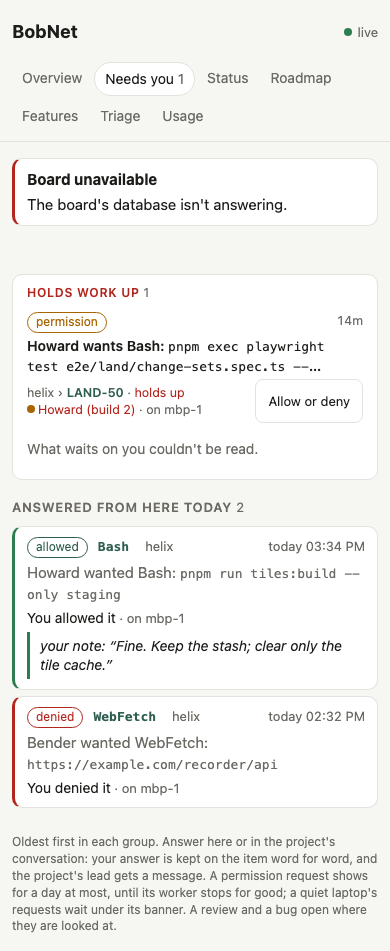 BobNet
live
Overview
Needs you 1
Status
Roadmap
Features
Triage
Usage
Board unavailable
The board's database isn't answering.
HOLDS WORK UP 1
permission
14m
Howard wants Bash: pnpm exec playwright
test e2e/land/change-sets.spec.ts --…
helix › LAND-50 · holds up
Howard (build 2) · on mbp-1
Allow or deny
What waits on you couldn't be read.
ANSWERED FROM HERE TODAY 2
allowed Bash helix today 03:34 PM
Howard wanted Bash: pnpm run tiles:build --
only staging
You allowed it · on mbp-1
your note: “Fine. Keep the stash; clear only the
tile cache.”
denied WebFetch helix today 02:32 PM
Bender wanted WebFetch:
https://example.com/recorder/api
You denied it · on mbp-1
Oldest first in each group. Answer here or in the project's
conversation: your answer is kept on the item word for word, and
the project's lead gets a message. A permission request shows
for a day at most, until its worker stops for good; a quiet laptop's
requests wait under its banner. A review and a bug open where
they are looked at.